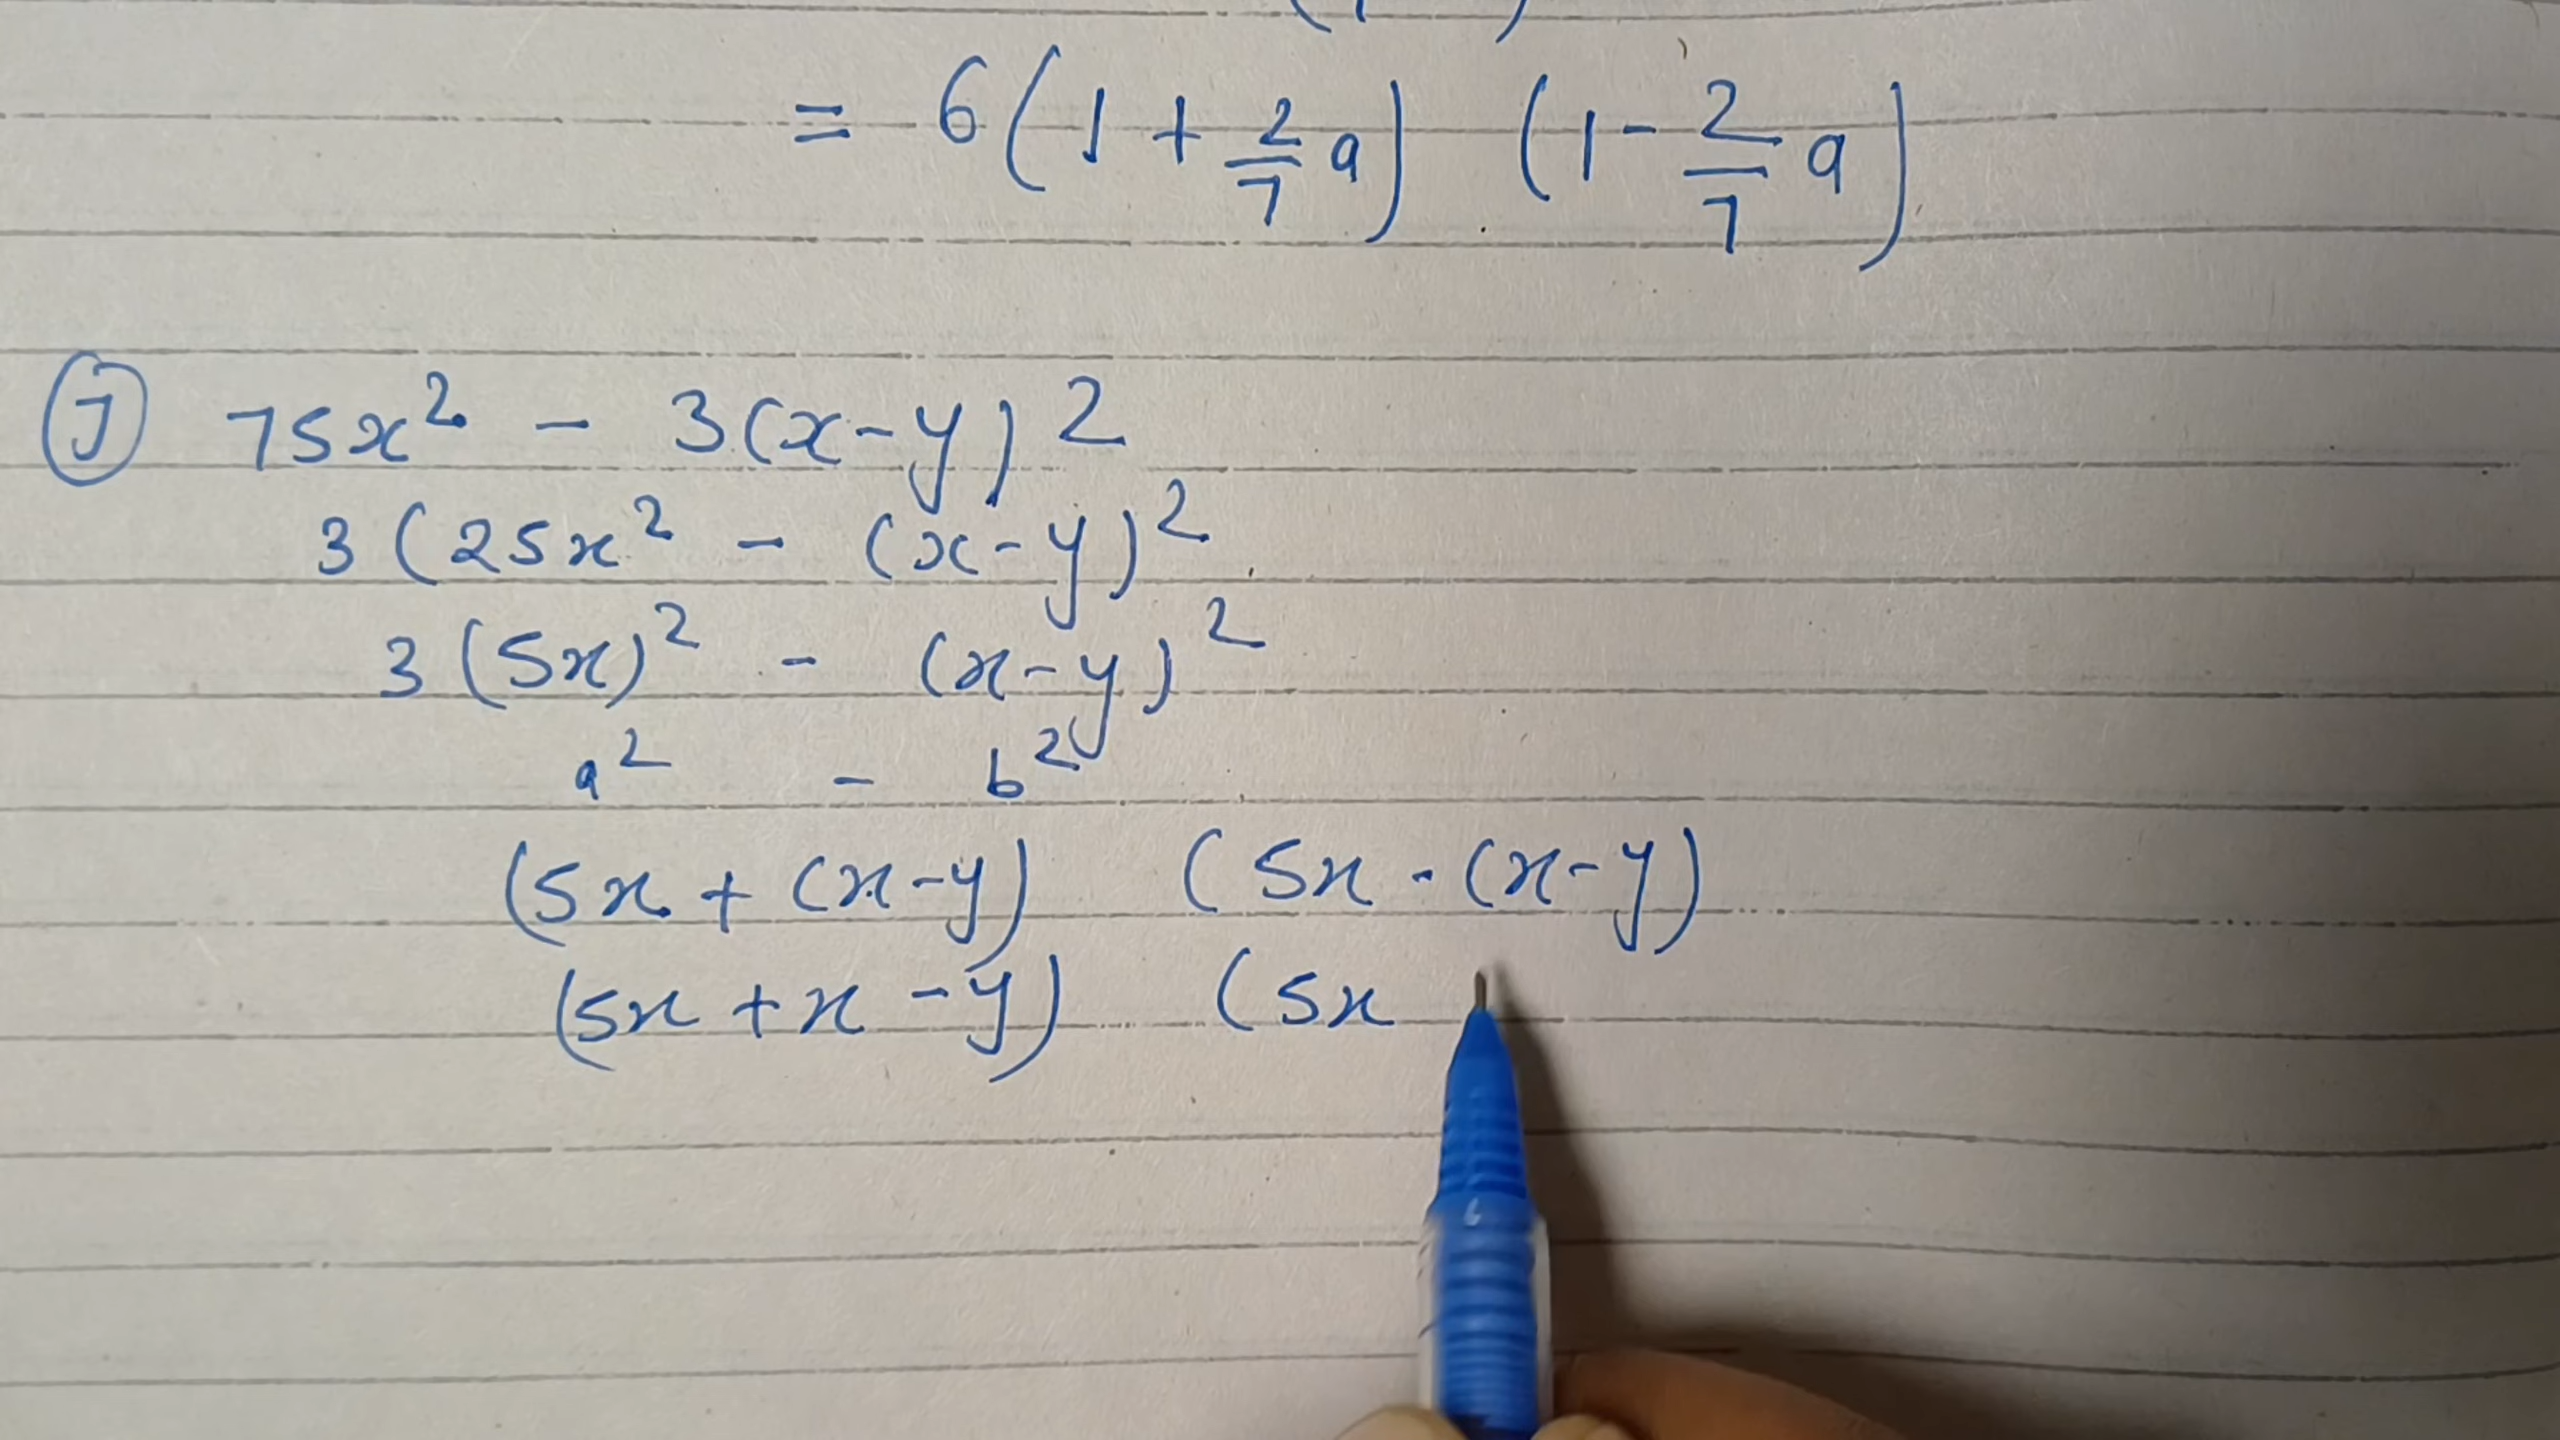 = 6(1 + 2/7 a) (1 - 2/7 a)
J 75x² - 3(x-y)2
3(25x² - (x-y)²
3(5x)² - (x-y)²
a² - b²
(5x + (x-y) (5x - (x-y)
(5x + x - y) (5x